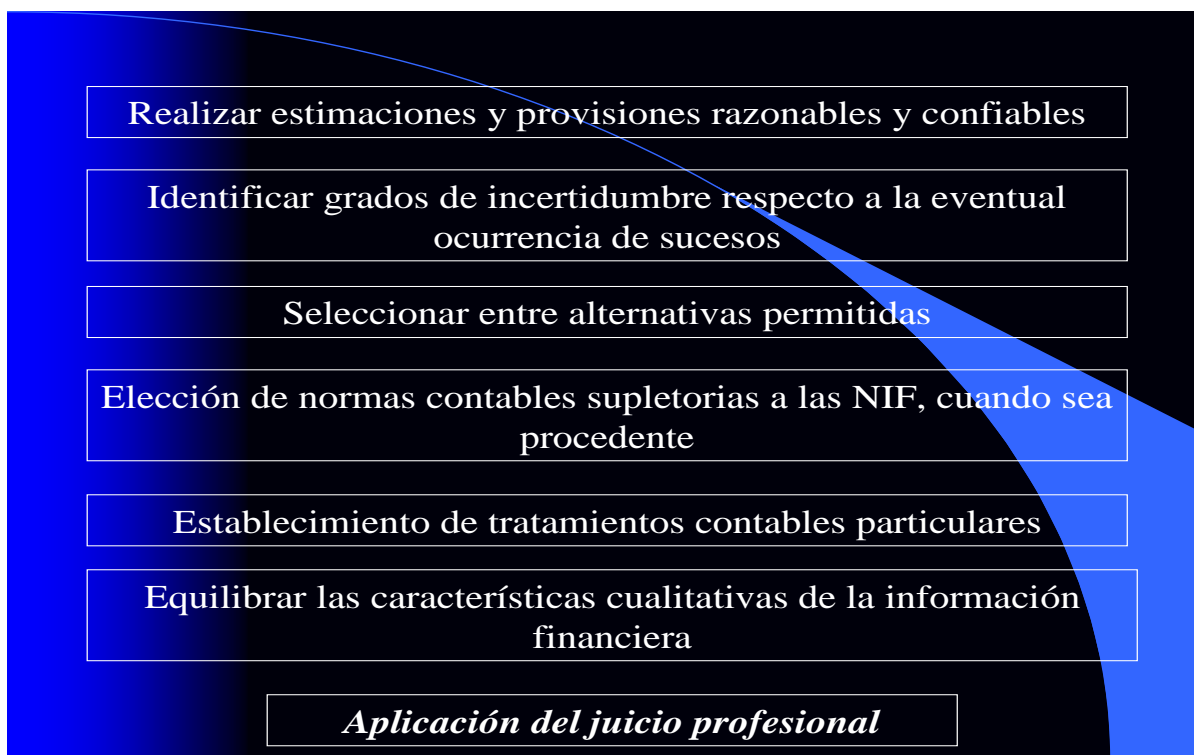 Realizar estimaciones y provisiones razonables y confiables
Identificar grados de incertidumbre respecto a la eventual
ocurrencia de sucesos
Seleccionar entre alternativas permitidas
Elección de normas contables supletorias a las NIF, cuando sea
procedente
Establecimiento de tratamientos contables particulares
Equilibrar las características cualitativas de la información
financiera
Aplicación del juicio profesional